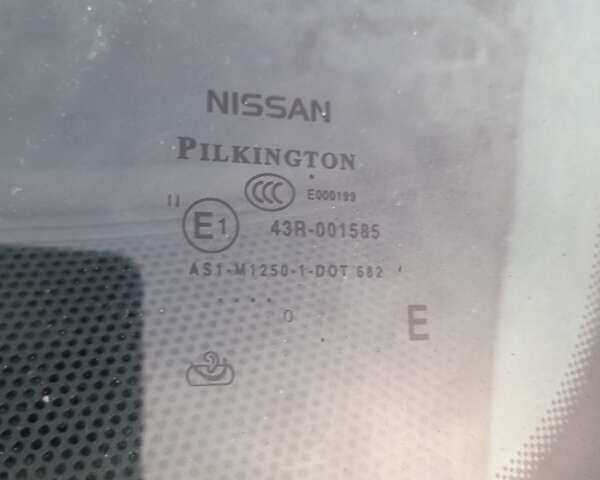 NISSAN
PILKINGTON
CCC E000199
II
E1 43R-001585
AS1-M1250-1-DOT 682
. . . .
0
E